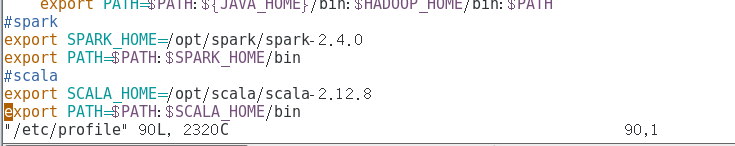 export PATH=$PATH:${JAVA_HOME}/bin:$HADOOP_HOME/bin:$PATH
#spark
export SPARK_HOME=/opt/spark/spark-2.4.0
export PATH=$PATH:$SPARK_HOME/bin
#scala
export SCALA_HOME=/opt/scala/scala-2.12.8
export PATH=$PATH:$SCALA_HOME/bin
"/etc/profile" 90L, 2320C 90,1